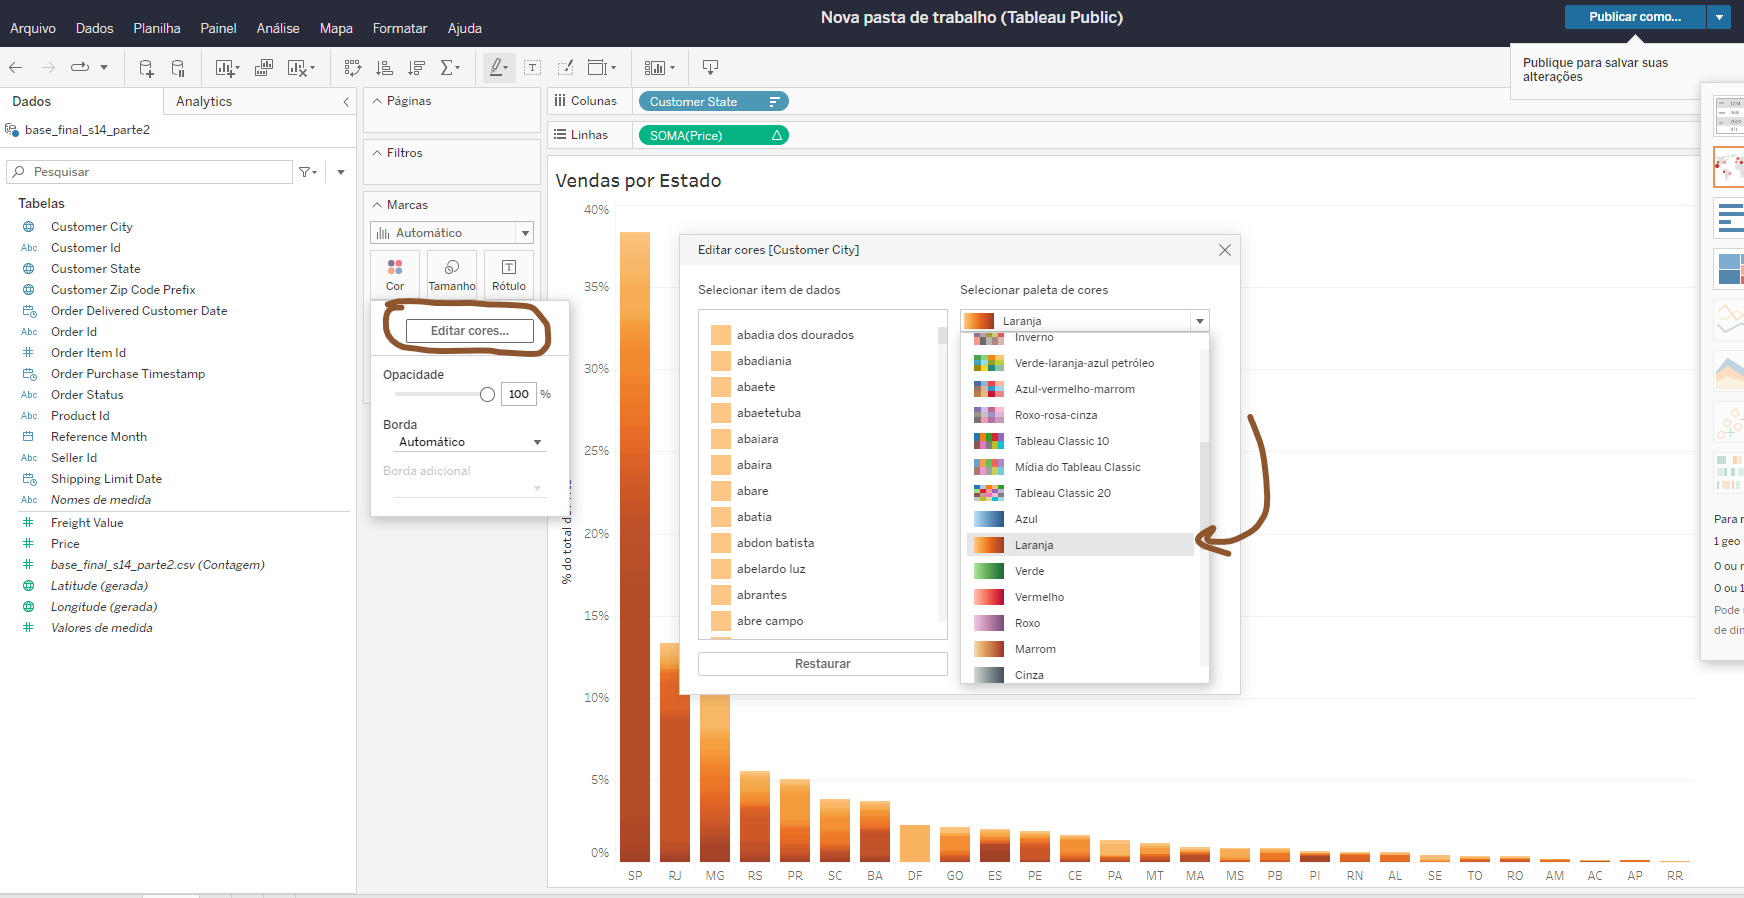 Nova pasta de trabalho (Tableau Public)
Publicar como...
Arquivo Dados Planilha Painel Análise Mapa Formatar Ajuda
Publique para salvar suas
alterações
Dados
Analytics
base_final_s14_parte2
Pesquisar
Tabelas
Customer City
Abc Customer Id
Customer State
Customer Zip Code Prefix
Order Delivered Customer Date
Abc Order Id
Order Item Id
Order Purchase Timestamp
Abc Order Status
Abc Product Id
Reference Month
Abc Seller Id
Shipping Limit Date
Abc Nomes de medida
Freight Value
Price
base_final_s14_parte2.csv (Contagem)
Latitude (gerada)
Longitude (gerada)
Valores de medida
Páginas
Filtros
Marcas
Automático
Cor
Tamanho
Rótulo
Editar cores...
Opacidade
100 %
Borda
Automático
Borda adicional
Colunas
Customer State
Linhas
SOMA(Price)
Vendas por Estado
40%
35%
30%
25%
20%
15%
10%
5%
0%
% do total d
SP RJ MG RS PR SC BA DF GO ES PE CE PA MT MA MS PB PI RN AL SE TO RO AM AC AP RR
Editar cores [Customer City]
Selecionar item de dados
abadia dos dourados
abadiania
abaete
abaetetuba
abaiara
abaira
abare
abatia
abdon batista
abelardo luz
abrantes
abre campo
Restaurar
Selecionar paleta de cores
Laranja
Inverno
Verde-laranja-azul petróleo
Azul-vermelho-marrom
Roxo-rosa-cinza
Tableau Classic 10
Mídia do Tableau Classic
Tableau Classic 20
Azul
Laranja
Verde
Vermelho
Roxo
Marrom
Cinza
Para
1 geo
0 ou
0 ou 1
Pode
de